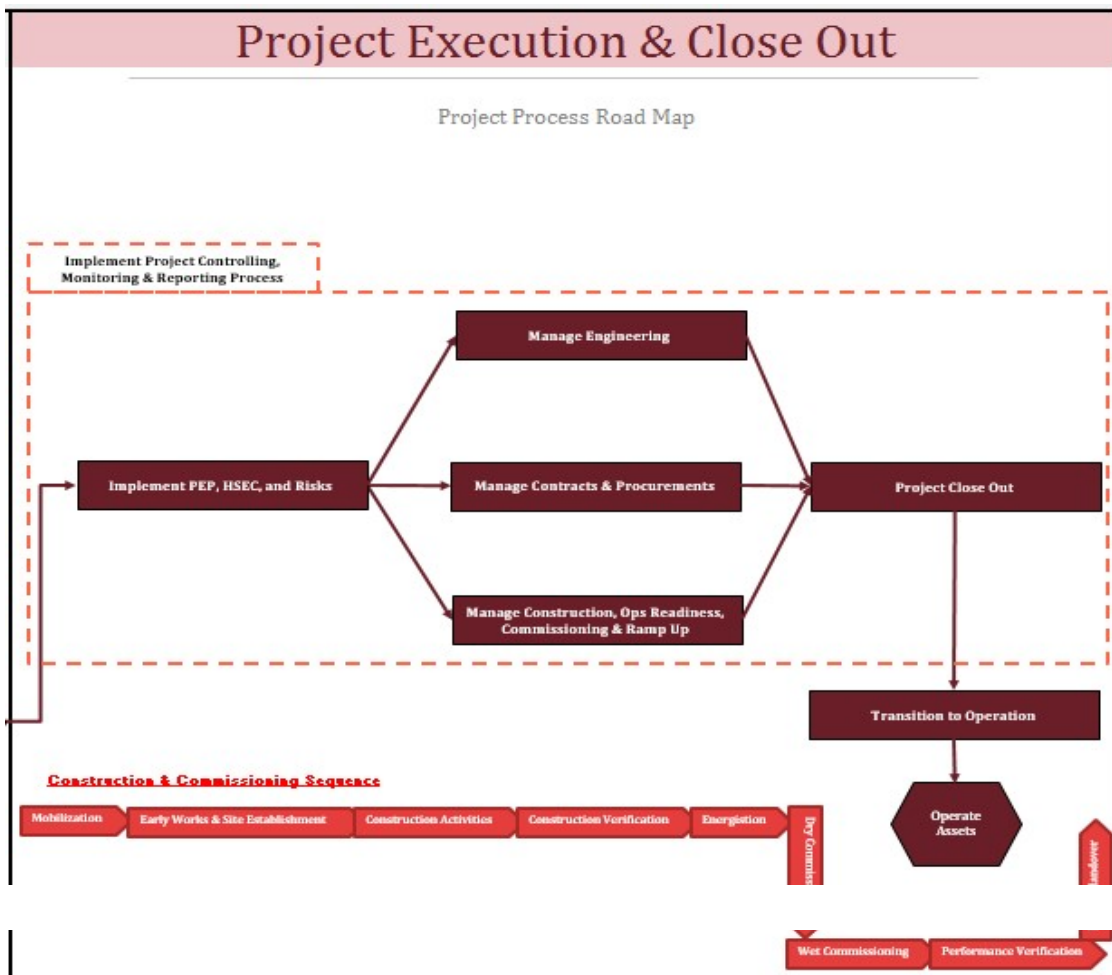 Project Execution & Close Out
Project Process Road Map
Implement Project Controlling,
Monitoring & Reporting Process
Manage Engineering
Implement PEP, HSEC, and Risks
Manage Contracts & Procurements
Project Close Out
Manage Construction, Ops Readiness,
Commissioning & Ramp Up
Transition to Operation
Construction & Commissioning Sequence
Mobilization
Early Works & Site Establishment
Construction Activities
Construction Verification
Energistion
Dry Commiss
Operate
Assets
Wet Commissioning
Performance Verification